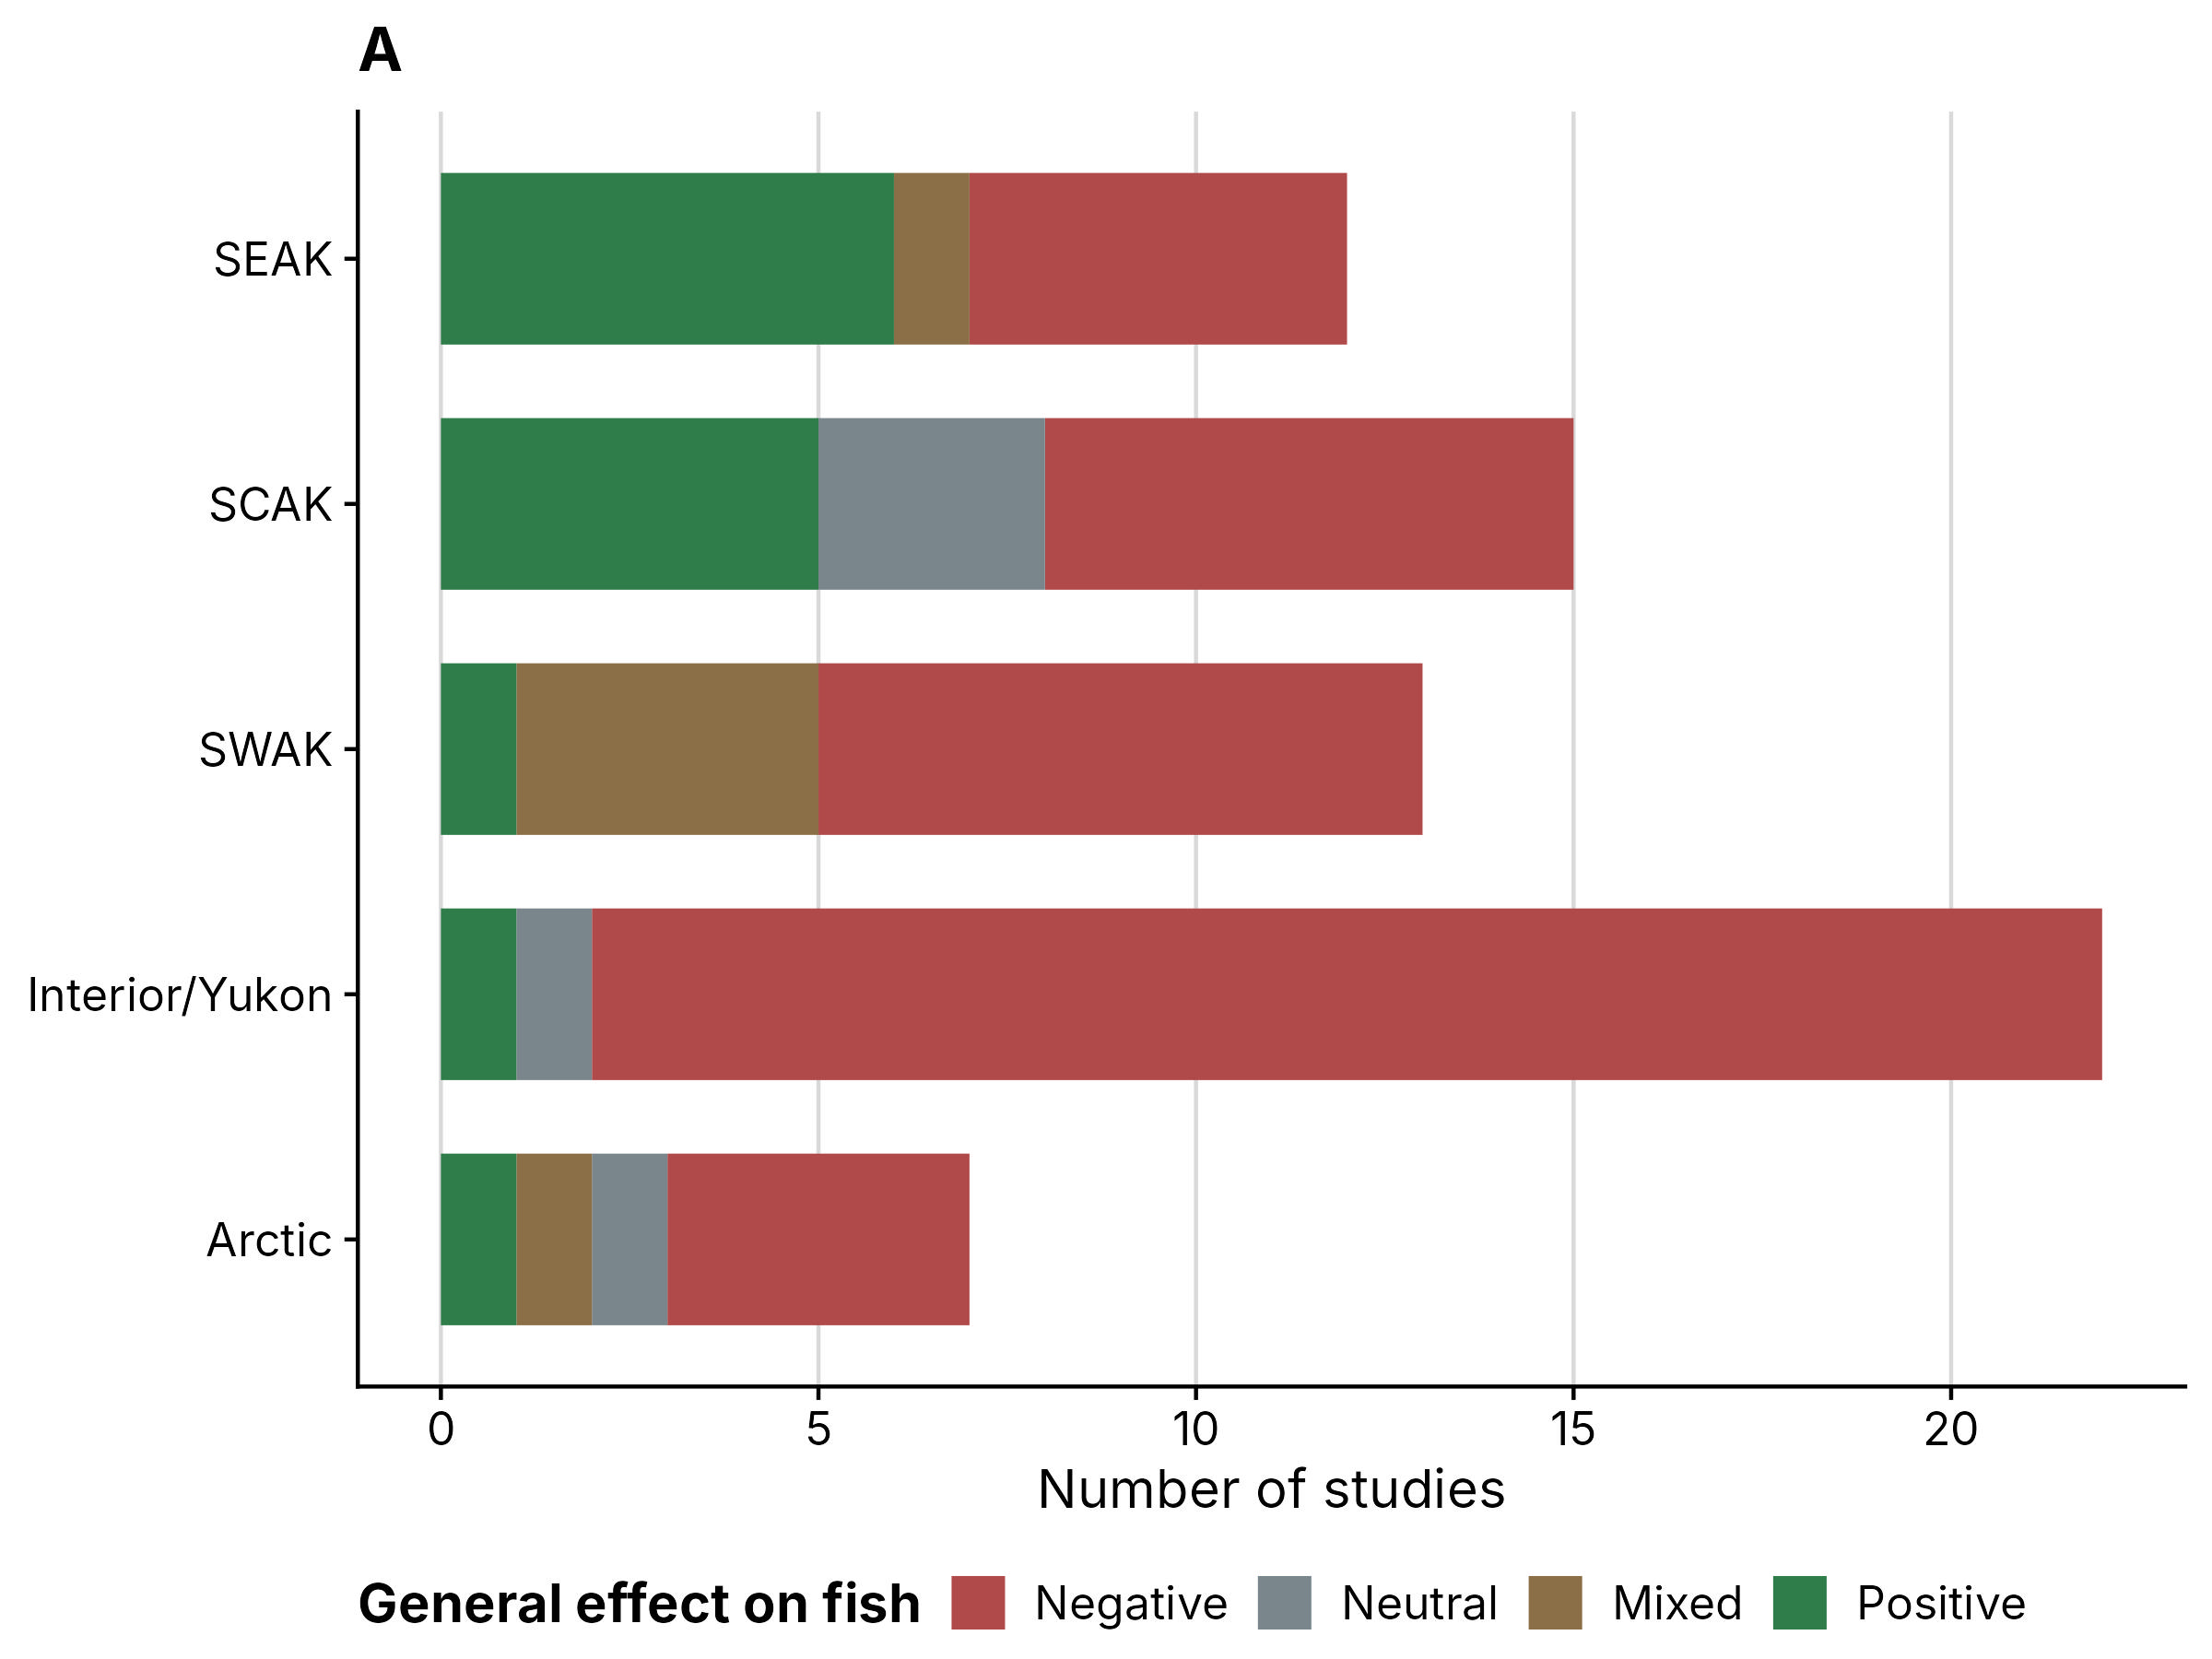 A
SEAK
SCAK
SWAK
Interior/Yukon
Arctic
0 5 10 15 20
Number of studies
General effect on fish Negative Neutral Mixed Positive